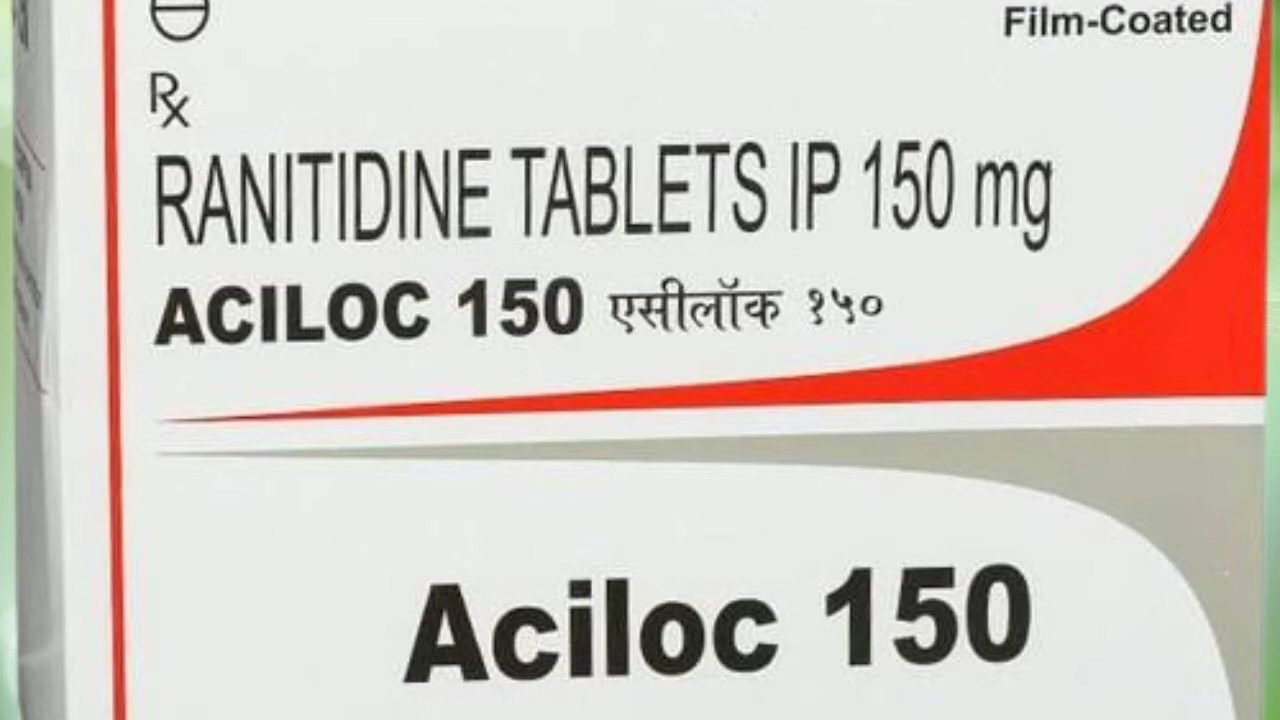 Film-Coated
Rx
RANITIDINE TABLETS IP 150 mg
ACILOC 150 एसीलॉक १५०
Aciloc 150